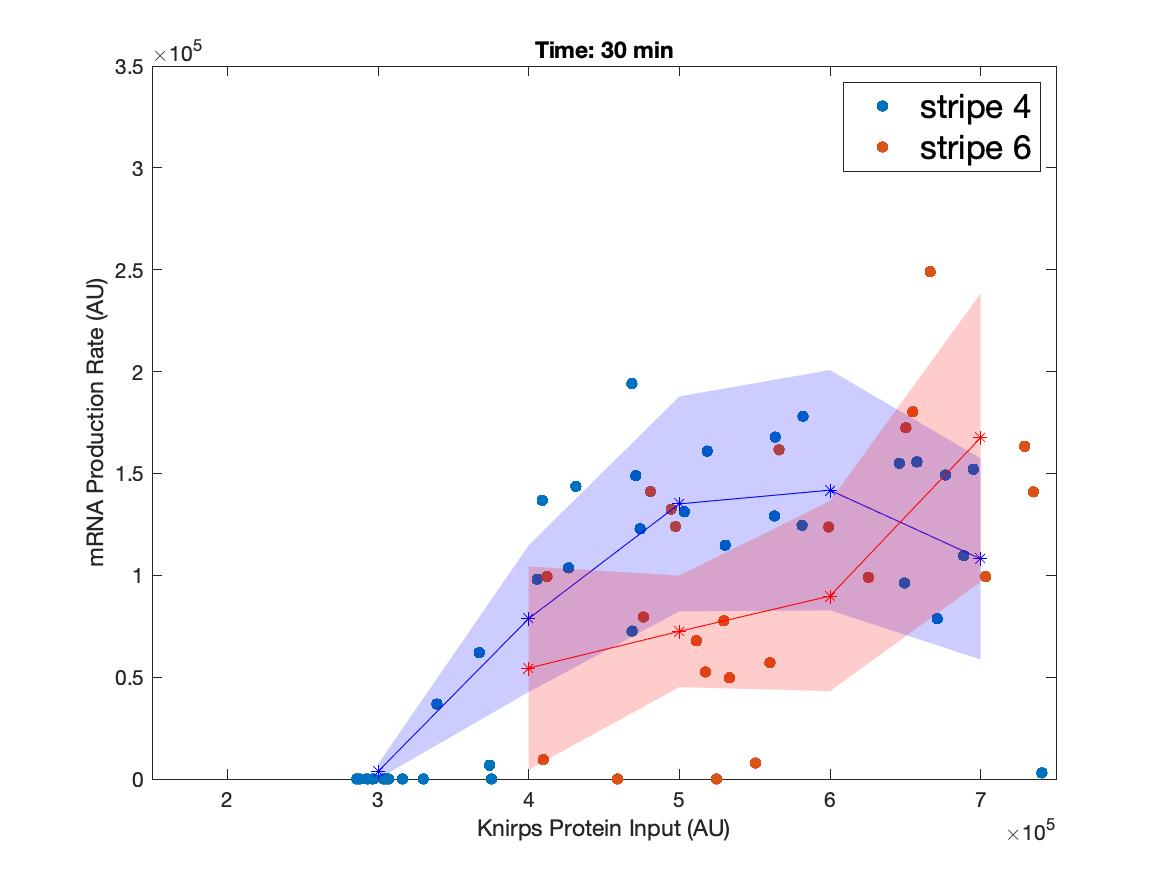 Time: 30 min
×10^5
3.5
3
2.5
2
1.5
1
0.5
0
mRNA Production Rate (AU)
stripe 4
stripe 6
2 3 4 5 6 7
Knirps Protein Input (AU)
×10^5